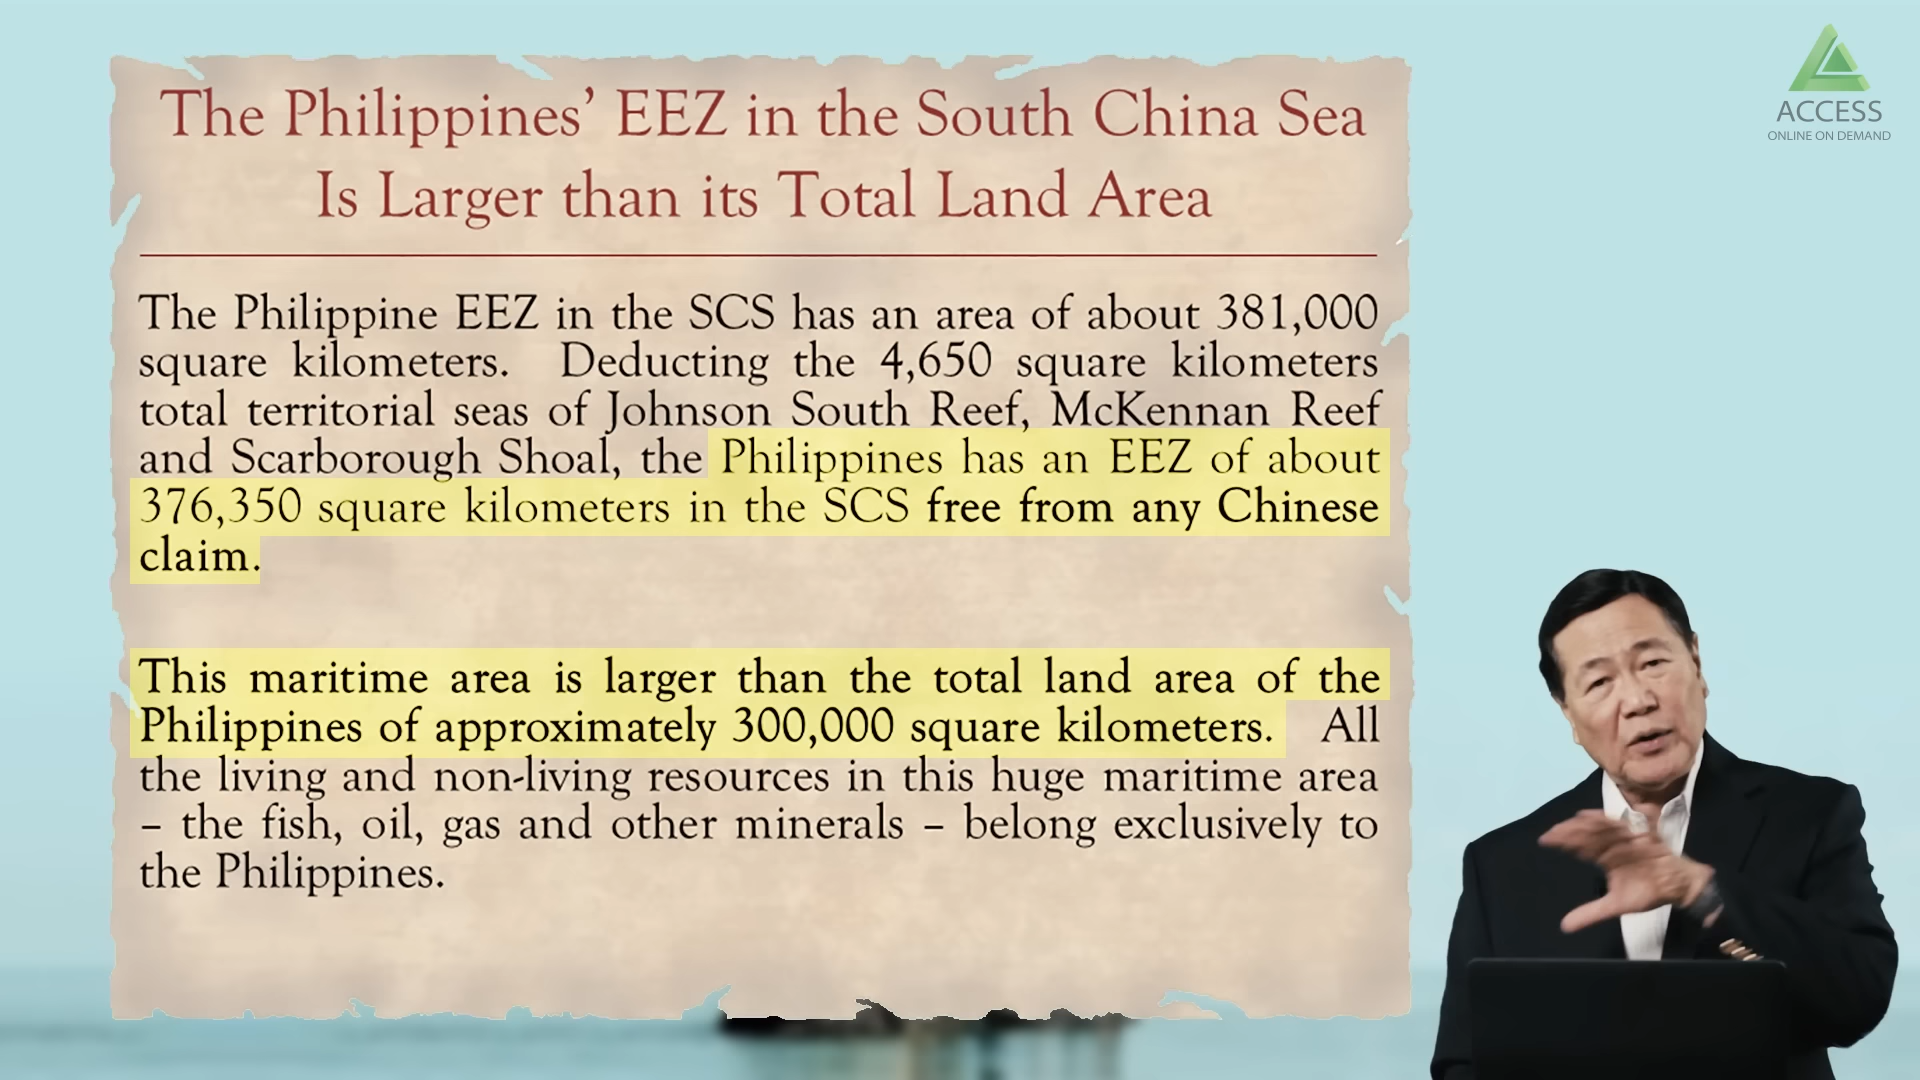 The Philippines’ EEZ in the South China Sea
Is Larger than its Total Land Area
The Philippine EEZ in the SCS has an area of about 381,000
square kilometers. Deducting the 4,650 square kilometers
total territorial seas of Johnson South Reef, McKennan Reef
and Scarborough Shoal, the Philippines has an EEZ of about
376,350 square kilometers in the SCS free from any Chinese
claim.
This maritime area is larger than the total land area of the
Philippines of approximately 300,000 square kilometers. All
the living and non-living resources in this huge maritime area
– the fish, oil, gas and other minerals – belong exclusively to
the Philippines.
ACCESS
ONLINE ON DEMAND